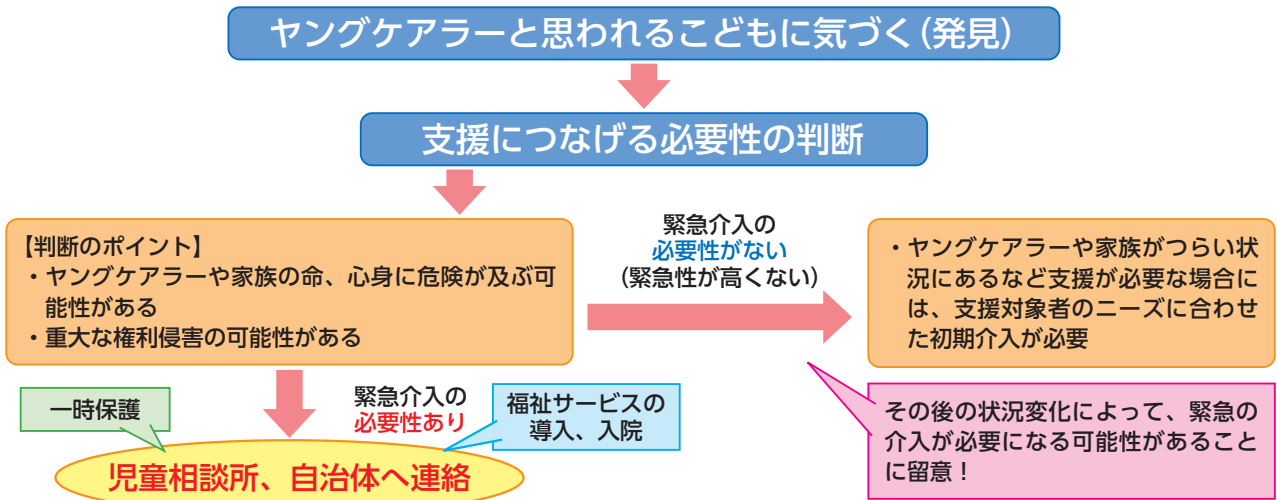 ヤングケアラーと思われるこどもに気づく（発見）
支援につなげる必要性の判断
【判断のポイント】
・ヤングケアラーや家族の命、心身に危険が及ぶ可
能性がある
・重大な権利侵害の可能性がある
緊急介入の
必要性がない
（緊急性が高くない）
・ヤングケアラーや家族がつらい状
況にあるなど支援が必要な場合に
は、支援対象者のニーズに合わせ
た初期介入が必要
一時保護
緊急介入の
必要性あり
福祉サービスの
導入、入院
その後の状況変化によって、緊急の
介入が必要になる可能性があること
に留意！
児童相談所、自治体へ連絡